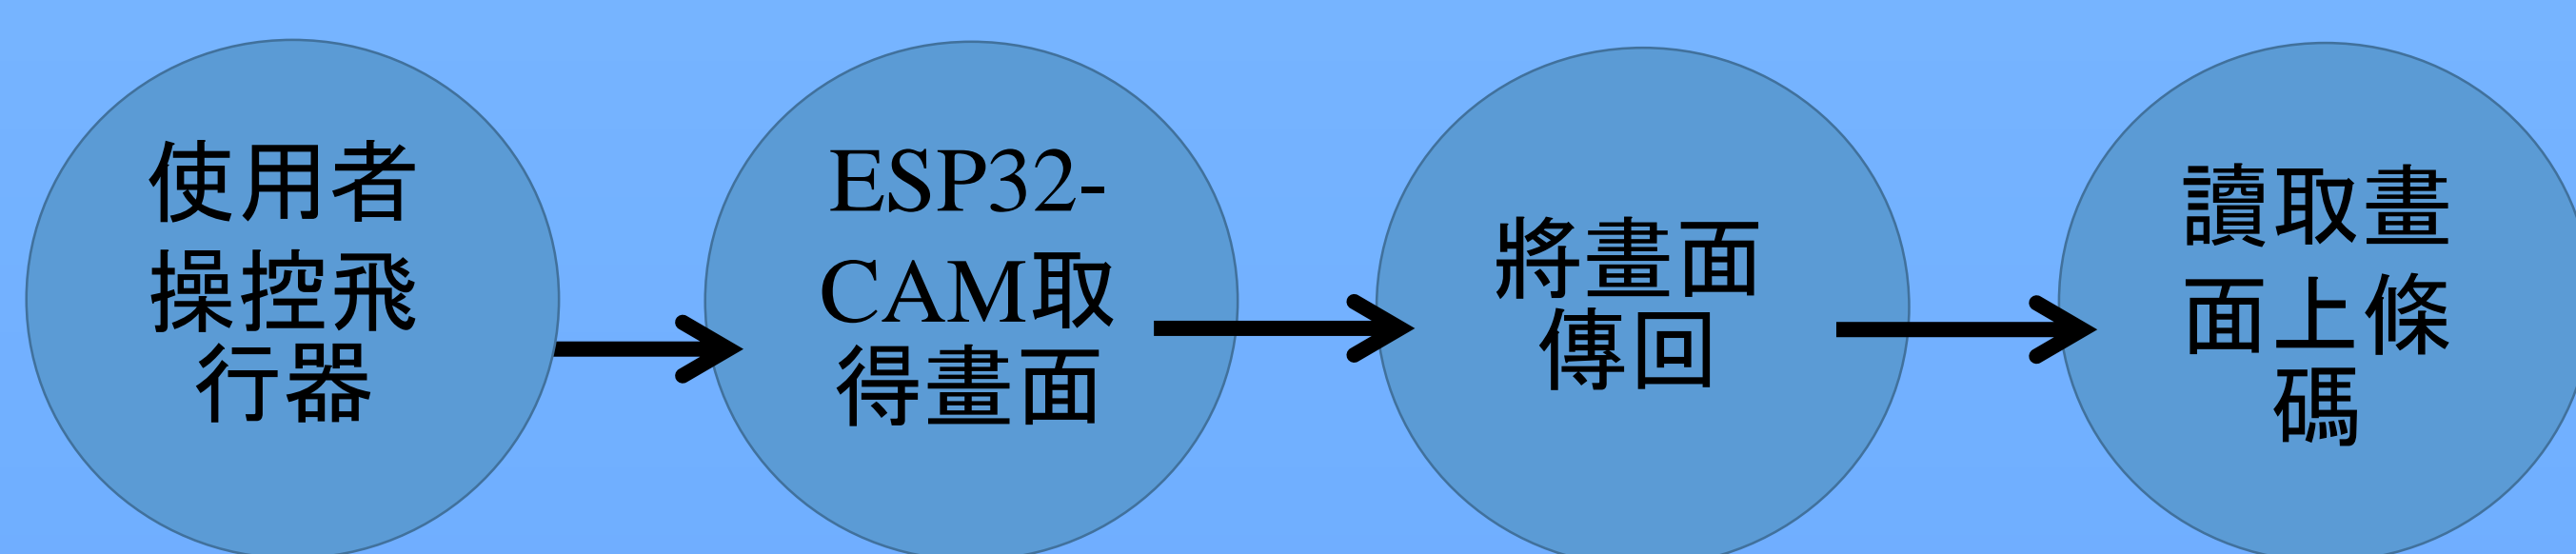 使用者
操控飛
行器
ESP32-
CAM取
得畫面
將畫面
傳回
讀取畫
面上條
碼